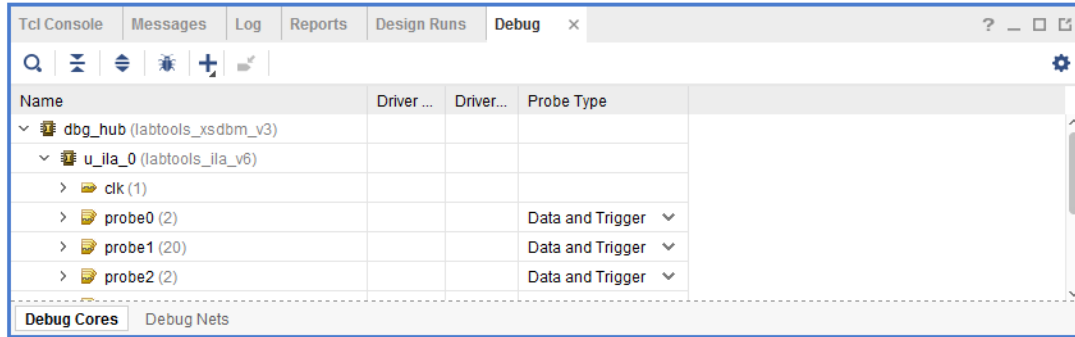 Tcl Console Messages Log Reports Design Runs Debug × ?
Name Driver ... Driver... Probe Type
dbg_hub (labtools_xsdbm_v3)
u_ila_0 (labtools_ila_v6)
clk (1)
probe0 (2) Data and Trigger
probe1 (20) Data and Trigger
probe2 (2) Data and Trigger
Debug Cores Debug Nets